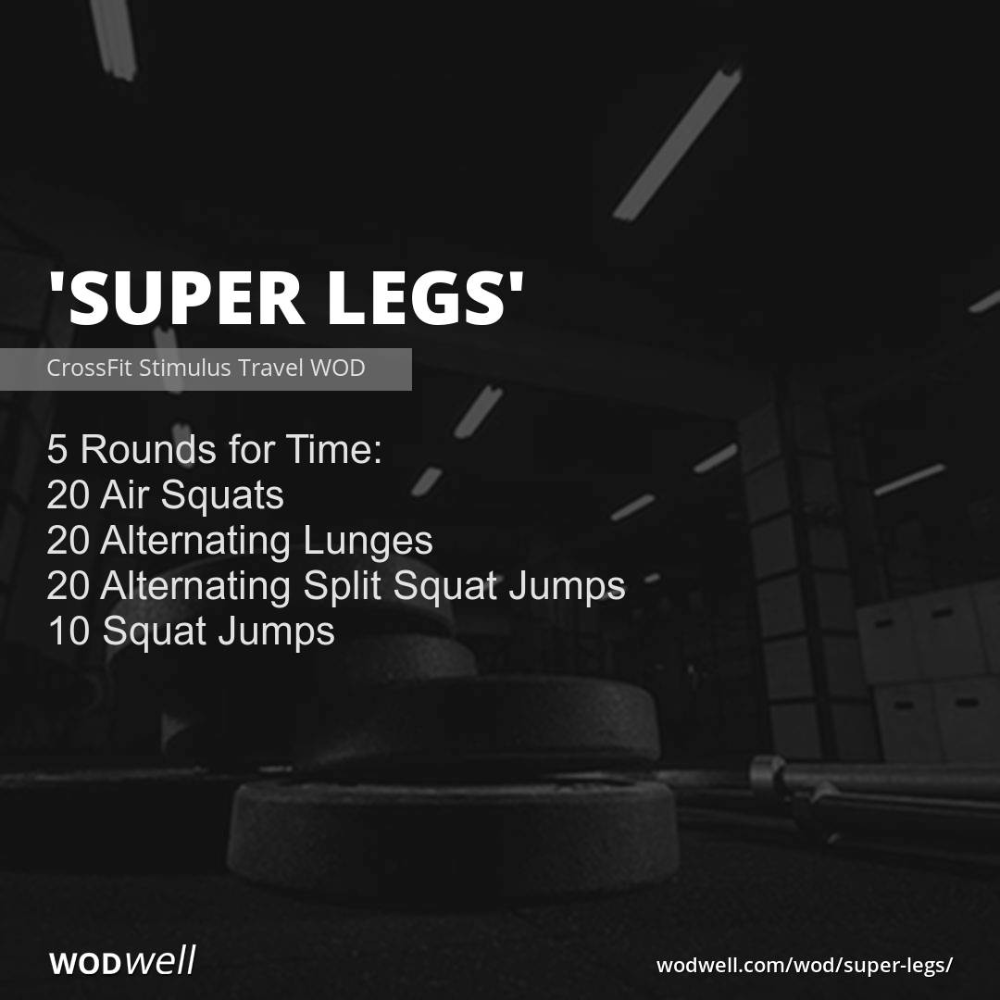 'SUPER LEGS'
CrossFit Stimulus Travel WOD
5 Rounds for Time:
20 Air Squats
20 Alternating Lunges
20 Alternating Split Squat Jumps
10 Squat Jumps
WODwell
wodwell.com/wod/super-legs/